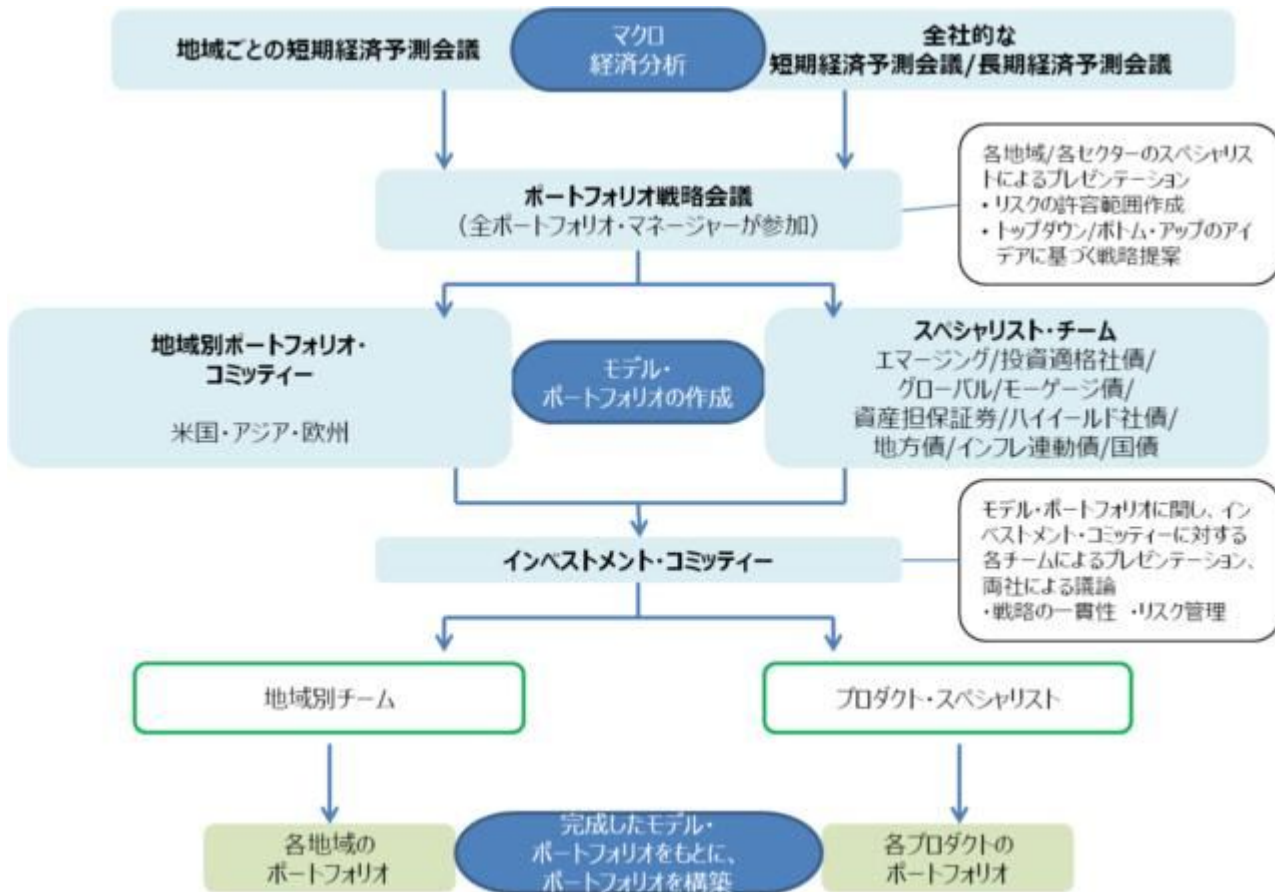 地域ごとの短期経済予測会議
マクロ
経済分析
全社的な
短期経済予測会議/長期経済予測会議
各地域/各セクターのスペシャリス
トによるプレゼンテーション
・リスクの許容範囲作成
・トップダウン/ボトム・アップのアイ
デアに基づく戦略提案
ポートフォリオ戦略会議
(全ポートフォリオ・マネージャーが参加)
地域別ポートフォリオ・
コミッティー
米国・アジア・欧州
モデル・
ポートフォリオの作成
スペシャリスト・チーム
エマージング/投資適格社債/
グローバル/モーゲージ債/
資産担保証券/ハイイールド社債/
地方債/インフレ連動債/国債
インベストメント・コミッティー
モデル・ポートフォリオに関し、イン
ベストメント・コミッティーに対する
各チームによるプレゼンテーション、
両社による議論
・戦略の一貫性 ・リスク管理
地域別チーム
プロダクト・スペシャリスト
各地域の
ポートフォリオ
完成したモデル・
ポートフォリオをもとに、
ポートフォリオを構築
各プロダクトの
ポートフォリオ